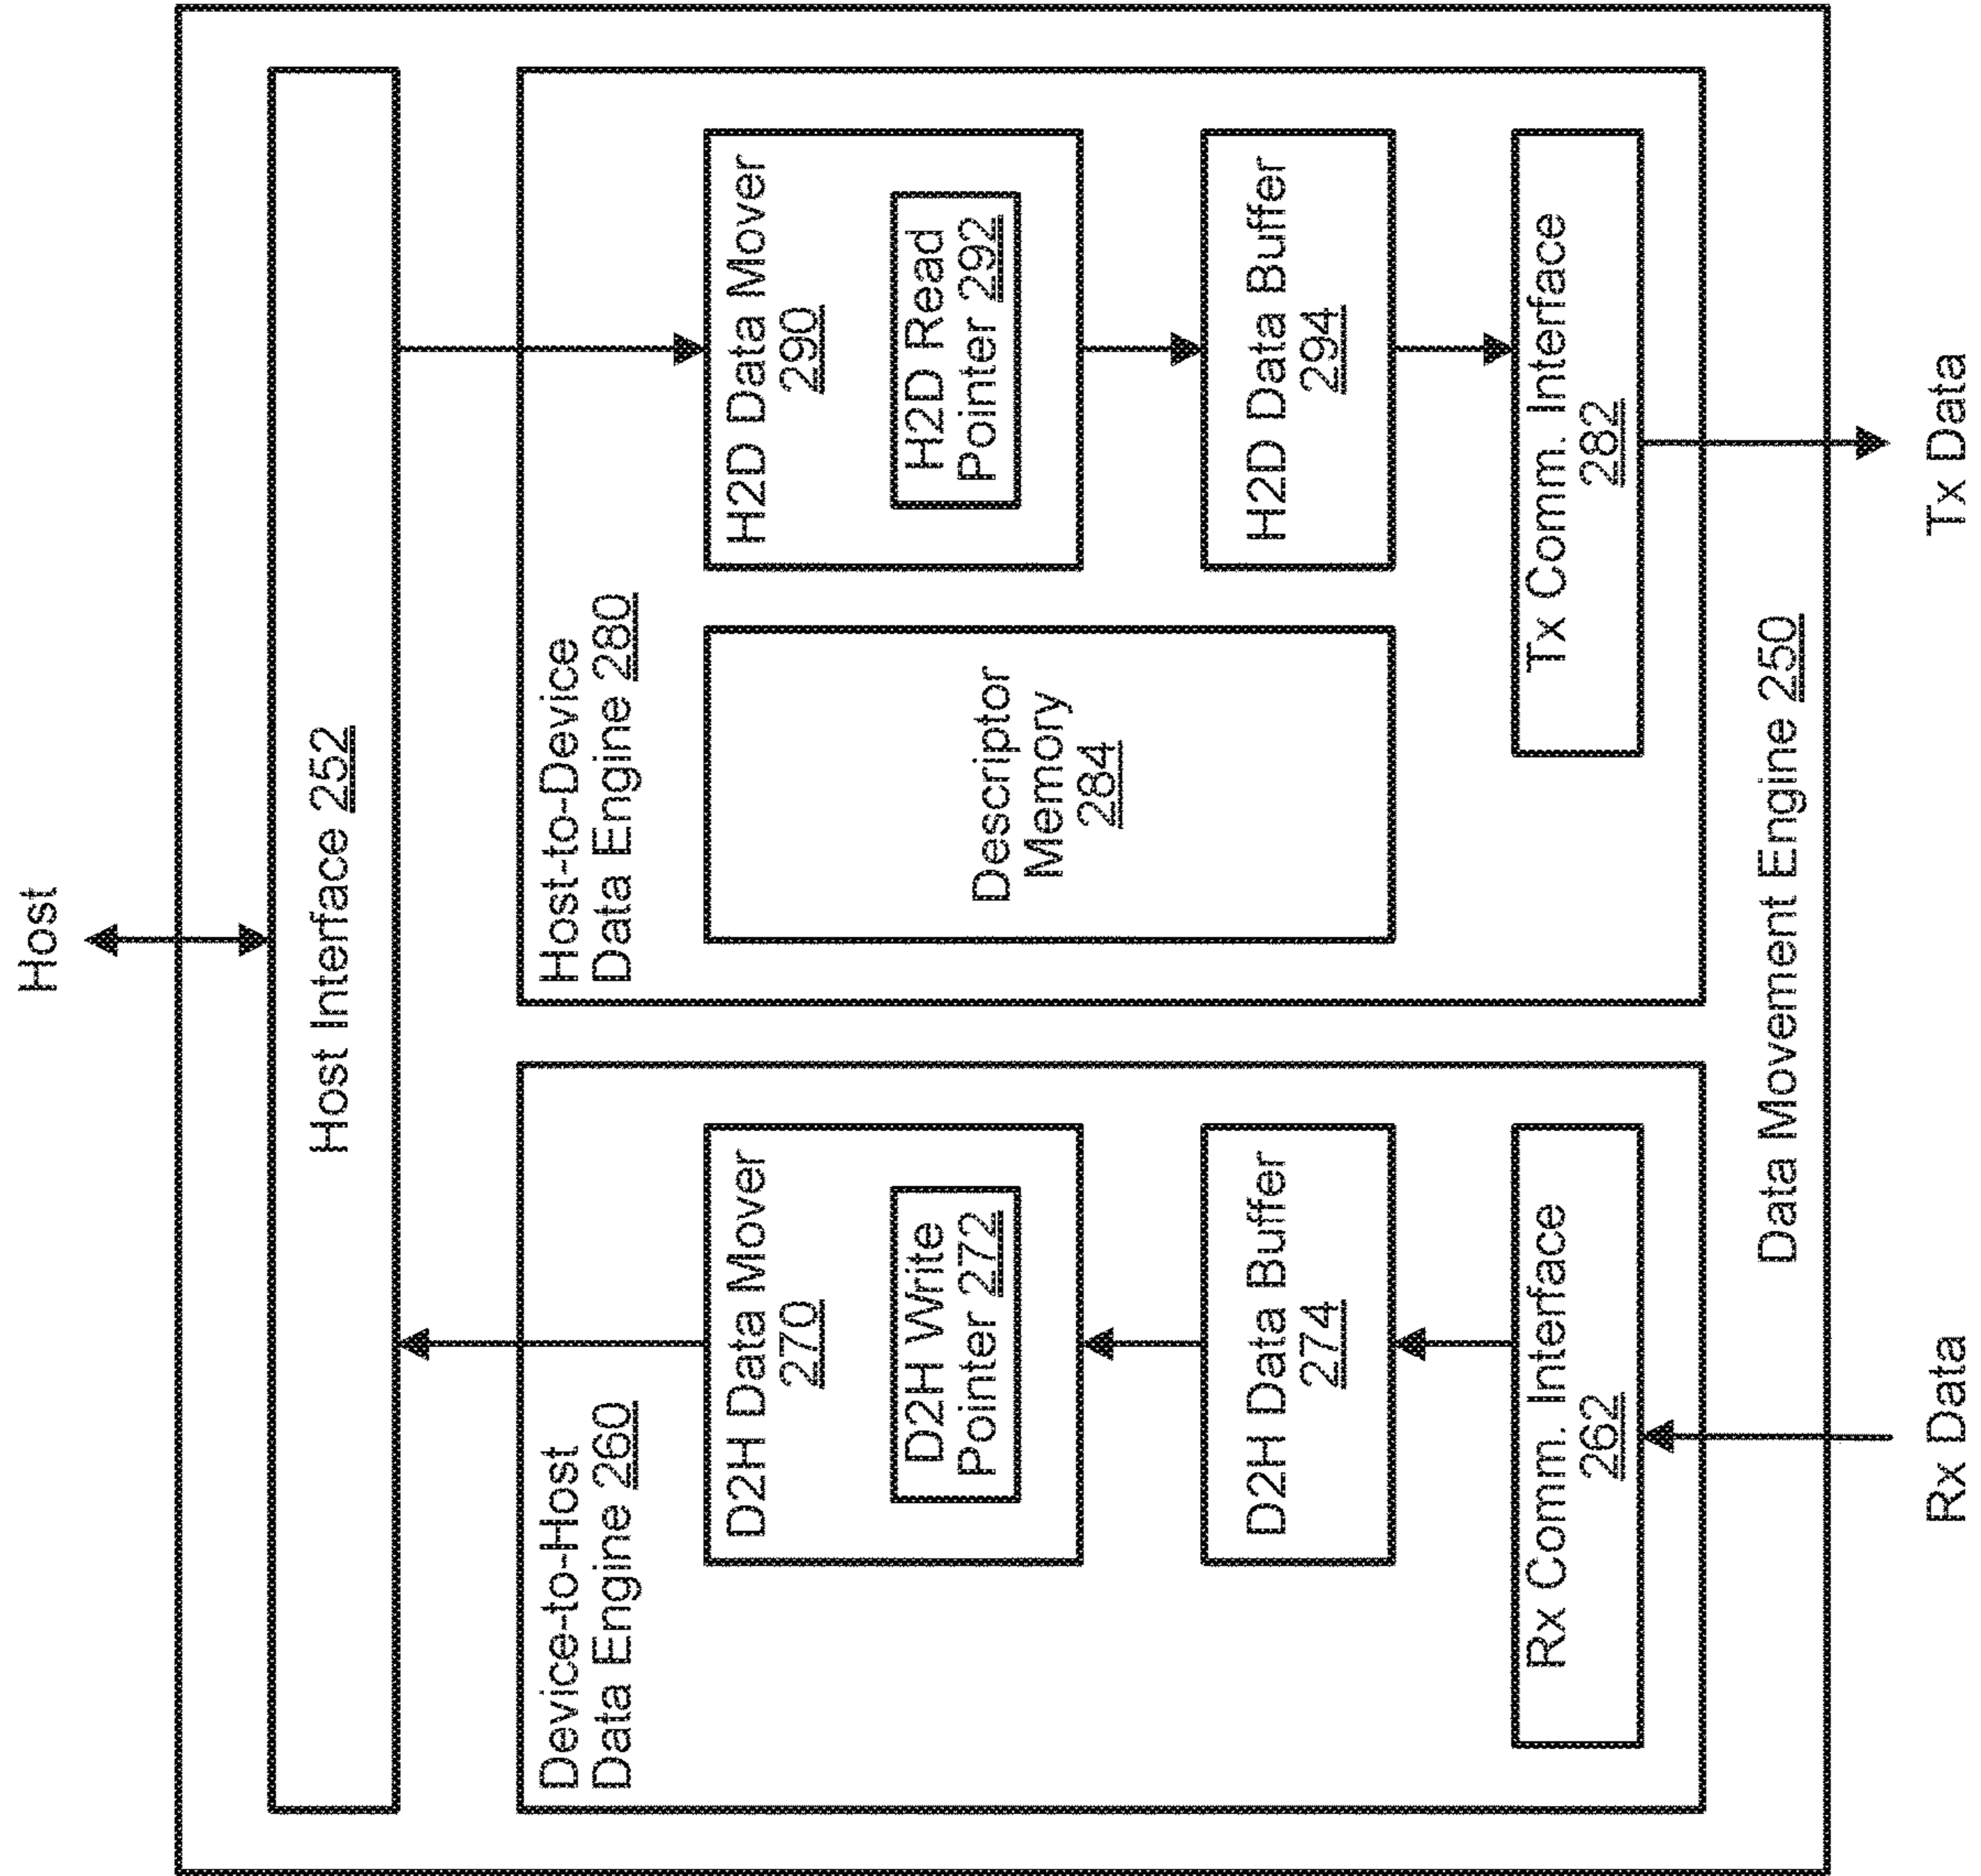 Host
Host Interface 252
Device-to-Host
Data Engine 260
D2H Data Mover
270
D2H Write
Pointer 272
D2H Data Buffer
274
Rx Comm. Interface
262
Host-to-Device
Data Engine 280
Descriptor
Memory
284
H2D Data Mover
290
H2D Read
Pointer 292
H2D Data Buffer
294
Tx Comm. Interface
282
Data Movement Engine 250
Rx Data
Tx Data